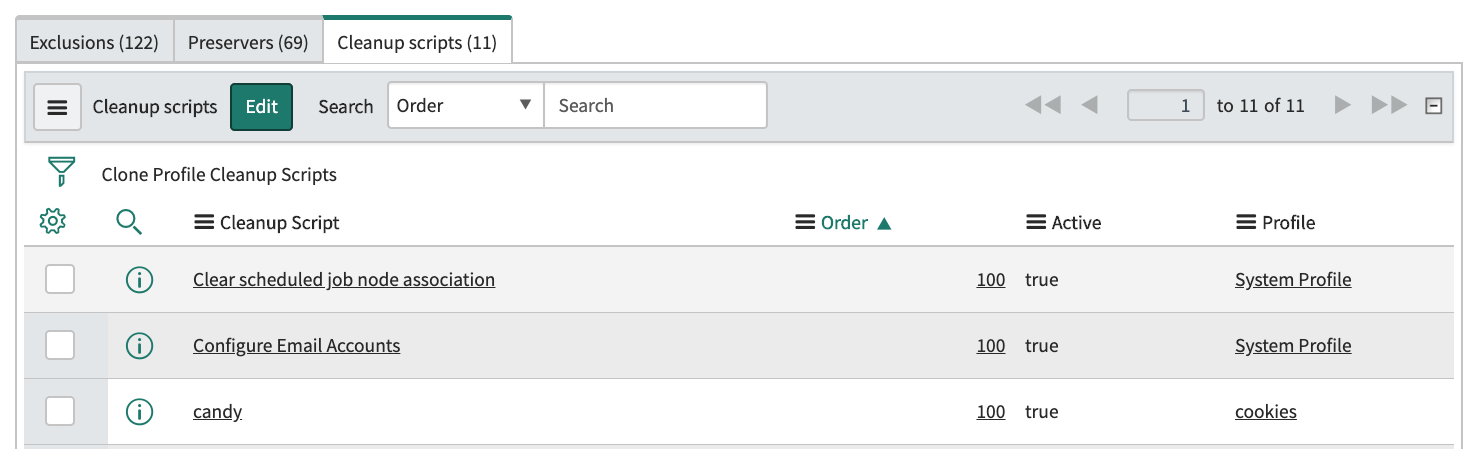 Exclusions (122) Preservers (69) Cleanup scripts (11)
Cleanup scripts Edit Search Order Search 1 to 11 of 11
Clone Profile Cleanup Scripts
Cleanup Script Order Active Profile
Clear scheduled job node association 100 true System Profile
Configure Email Accounts 100 true System Profile
candy 100 true cookies